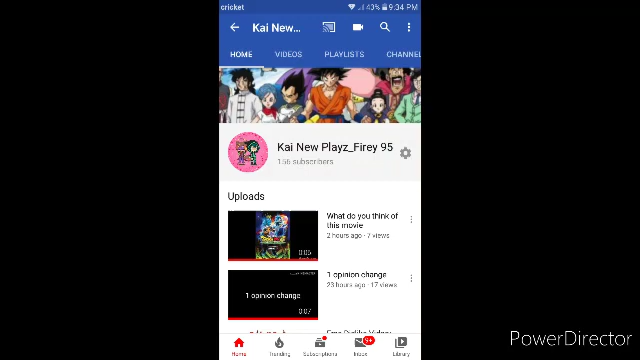 cricket 43% 9:34 PM
Kai New...
HOME VIDEOS PLAYLISTS CHANNEL
Kai New Playz_Firey 95
156 subscribers
Uploads
What do you think of
this movie
2 hours ago · 7 views
0:05
1 opinion change
23 hours ago · 17 views
1 opinion change
0:07
Home Trending Subscriptions Inbox Library
9+
PowerDirector